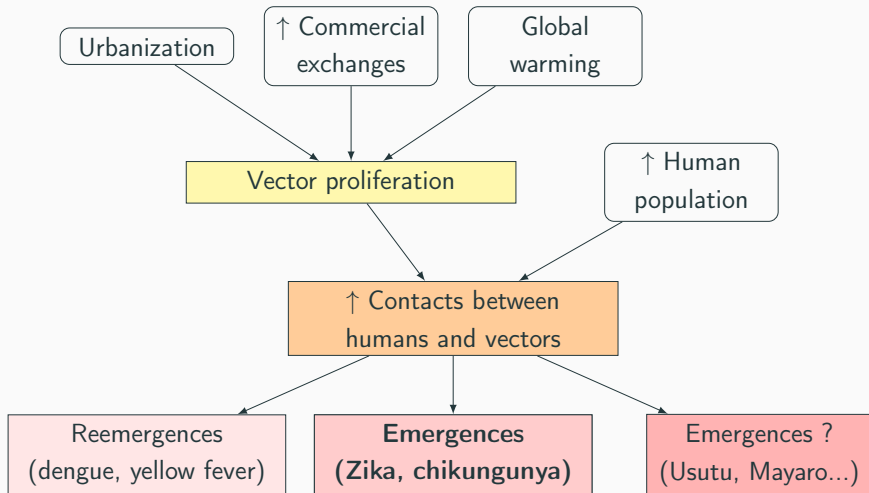 Urbanization
↑ Commercial
exchanges
Global
warming
Vector proliferation
↑ Human
population
↑ Contacts between
humans and vectors
Reemergences
(dengue, yellow fever)
Emergences
(Zika, chikungunya)
Emergences ?
(Usutu, Mayaro...)